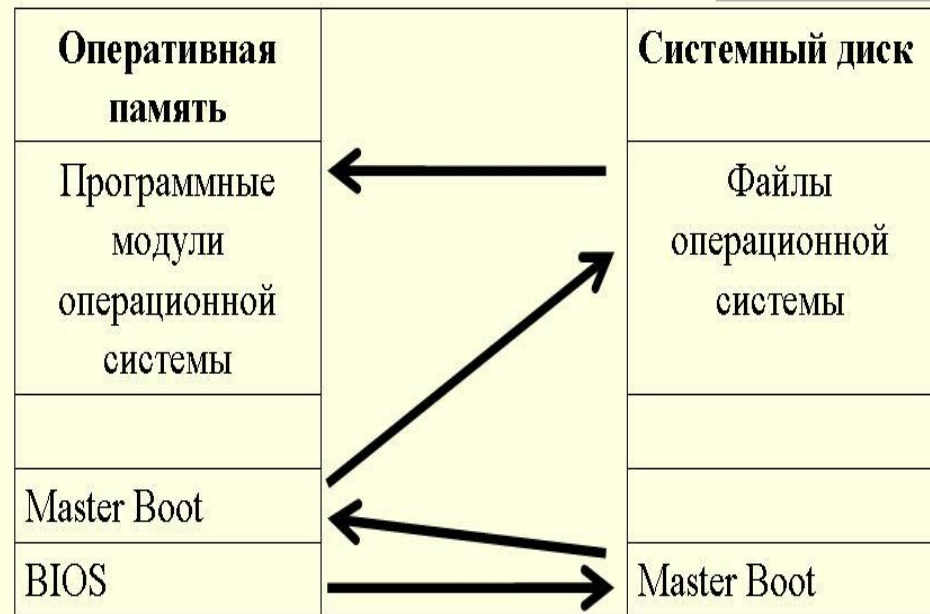 Оперативная
память
Системный диск
Программные
модули
операционной
системы
Файлы
операционной
системы
Master Boot
BIOS
Master Boot